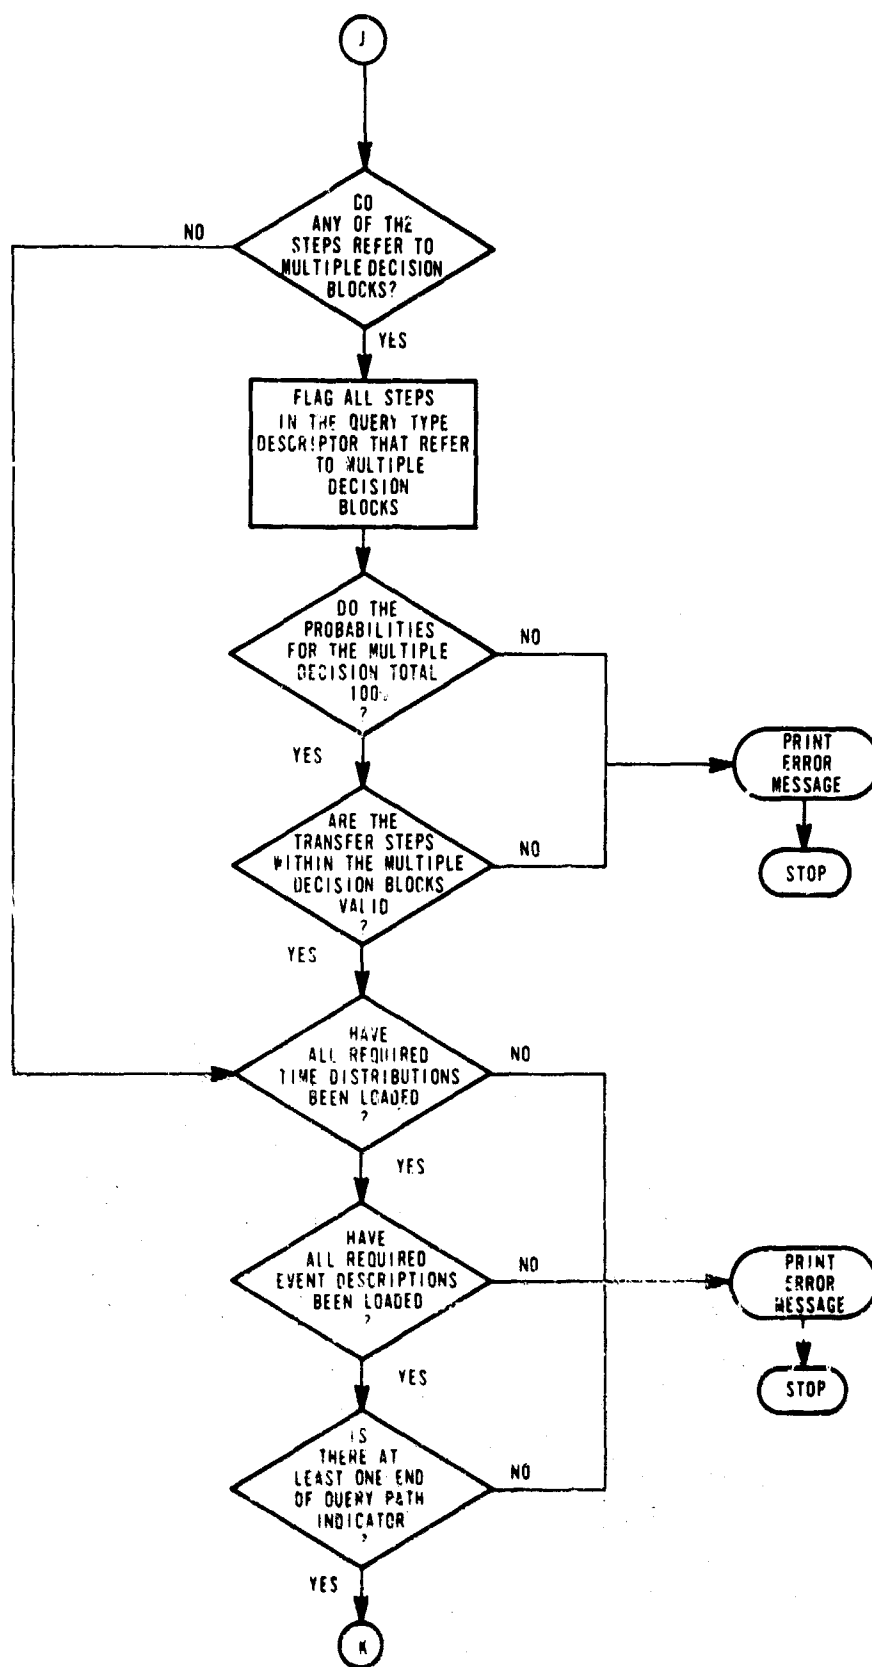 J
DO
ANY OF THE
STEPS REFER TO
MULTIPLE DECISION
BLOCKS?
NO
YES
FLAG ALL STEPS
IN THE QUERY TYPE
DESCRIPTOR THAT REFER
TO MULTIPLE
DECISION
BLOCKS
DO THE
PROBABILITIES
FOR THE MULTIPLE
DECISION TOTAL
100%
?
NO
YES
PRINT
ERROR
MESSAGE
STOP
ARE THE
TRANSFER STEPS
WITHIN THE MULTIPLE
DECISION BLOCKS
VALID
?
NO
YES
HAVE
ALL REQUIRED
TIME DISTRIBUTIONS
BEEN LOADED
?
NO
YES
HAVE
ALL REQUIRED
EVENT DESCRIPTIONS
BEEN LOADED
?
NO
YES
PRINT
ERROR
MESSAGE
STOP
IS
THERE AT
LEAST ONE END
OF QUERY PATH
INDICATOR
?
NO
YES
K